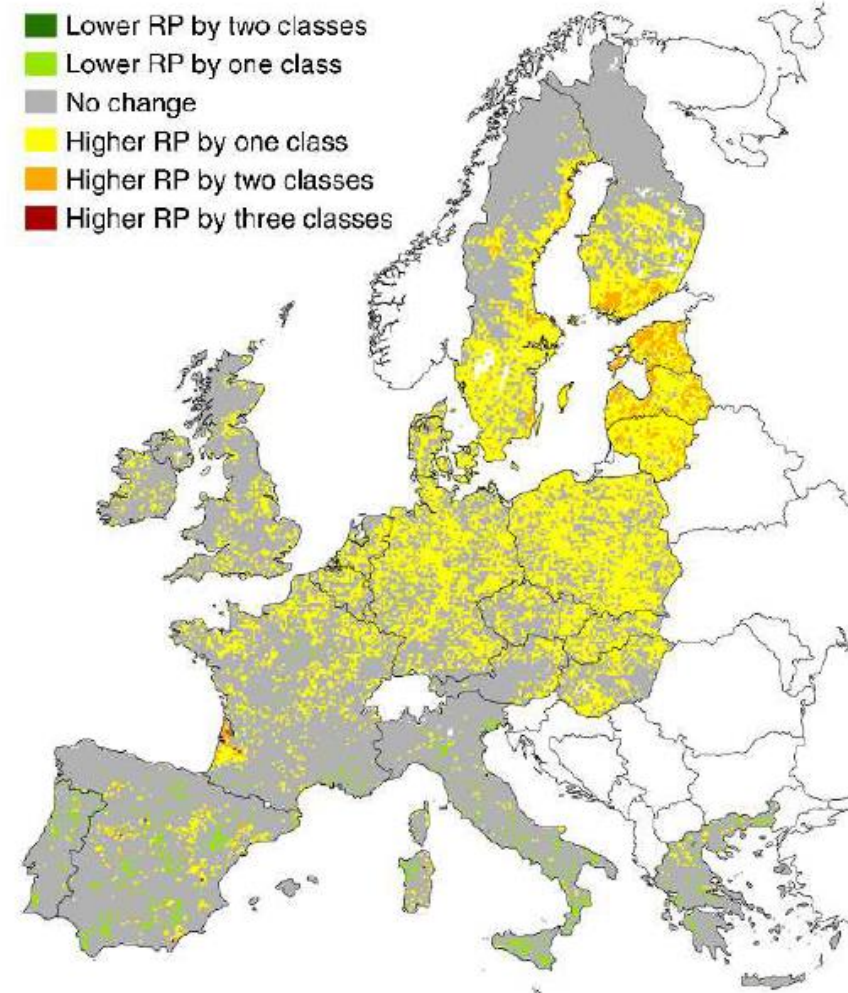 Lower RP by two classes
Lower RP by one class
No change
Higher RP by one class
Higher RP by two classes
Higher RP by three classes